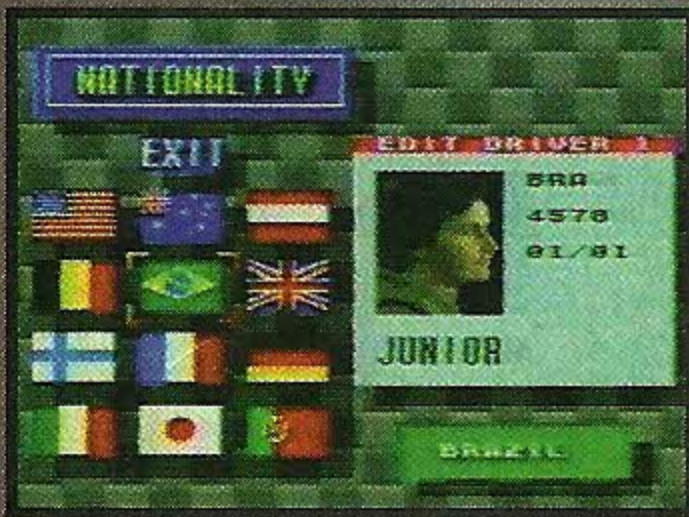 NATIONALITY
EXIT
EDIT DRIVER 1
BRA
4578
01/01
JUNIOR
BRAZIL